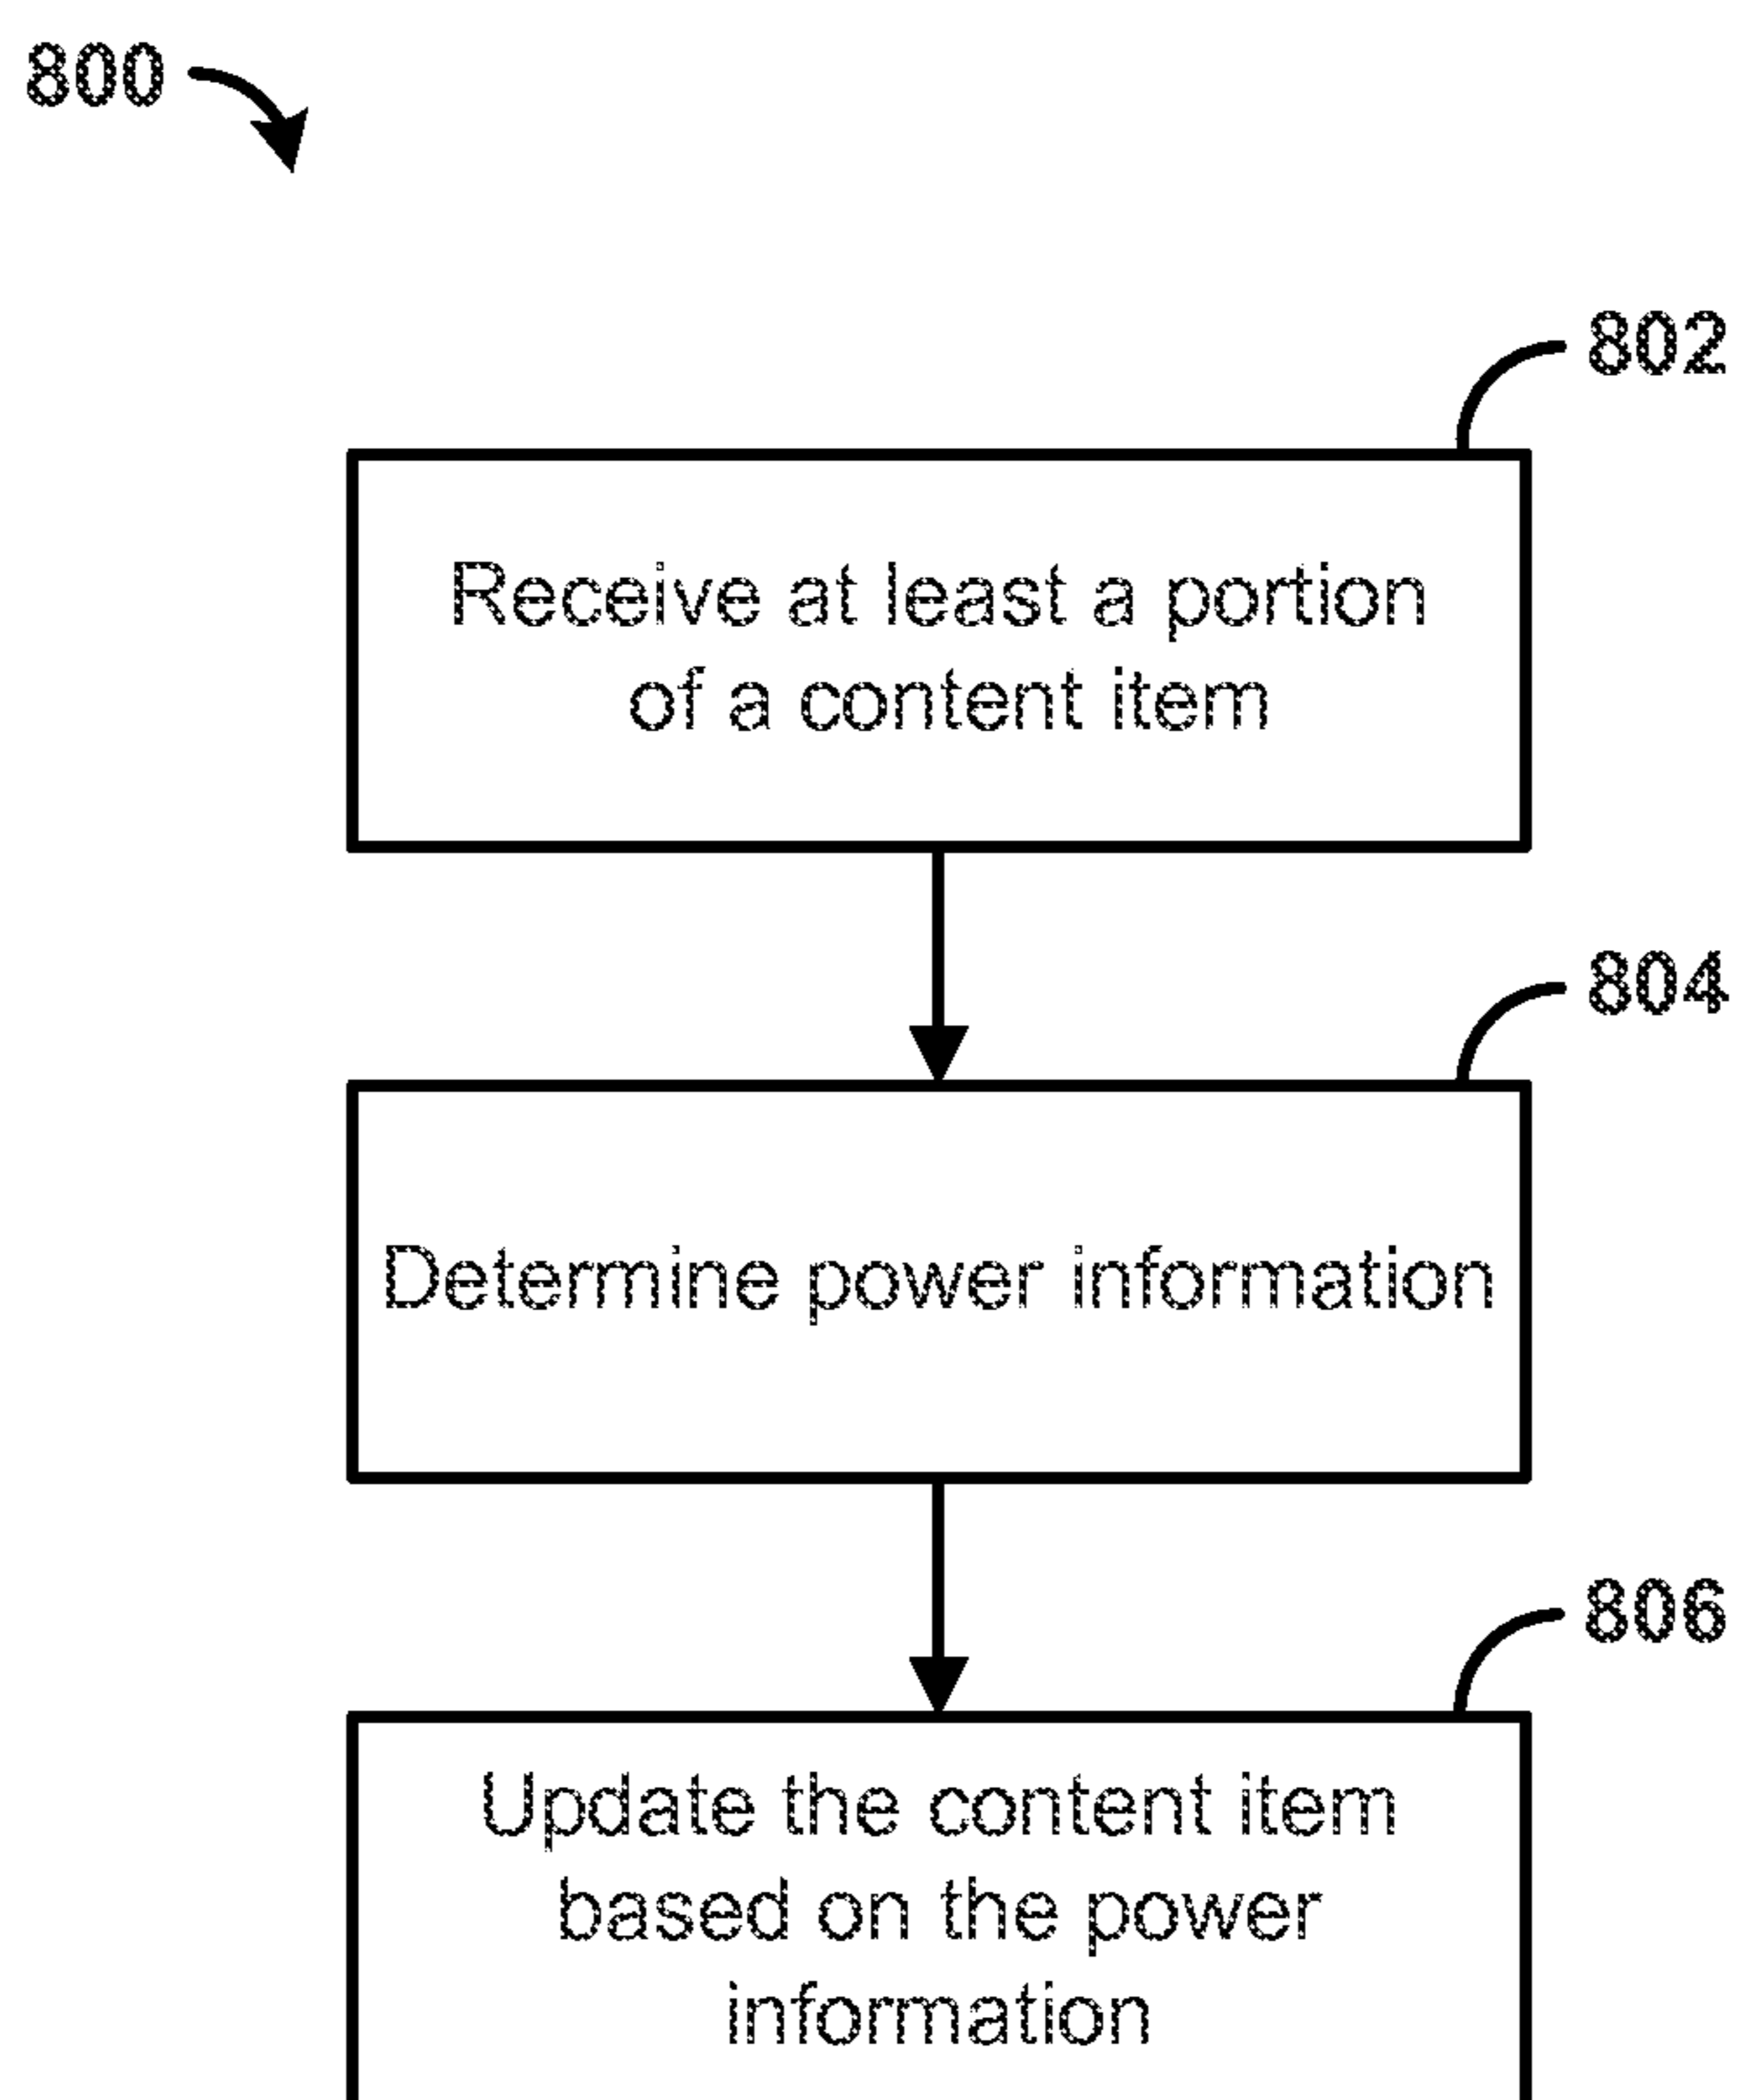 800
802
Receive at least a portion
of a content item
804
Determine power information
806
Update the content item
based on the power
information